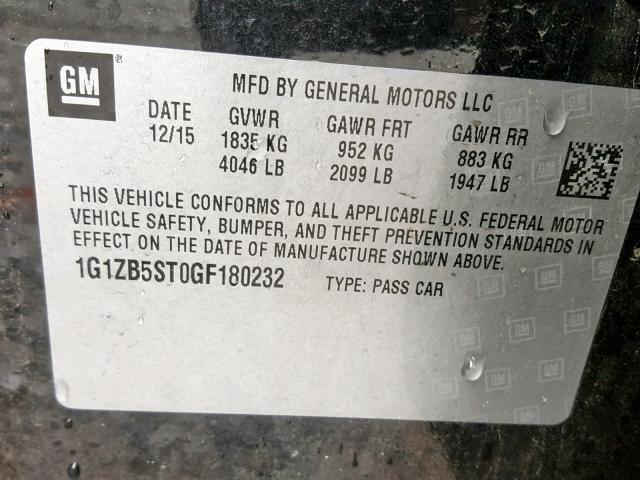 GM
MFD BY GENERAL MOTORS LLC
DATE GVWR GAWR FRT GAWR RR
12/15 1835 KG 952 KG 883 KG
4046 LB 2099 LB 1947 LB
THIS VEHICLE CONFORMS TO ALL APPLICABLE U.S. FEDERAL MOTOR
VEHICLE SAFETY, BUMPER, AND THEFT PREVENTION STANDARDS IN
EFFECT ON THE DATE OF MANUFACTURE SHOWN ABOVE.
1G1ZB5ST0GF180232 TYPE: PASS CAR